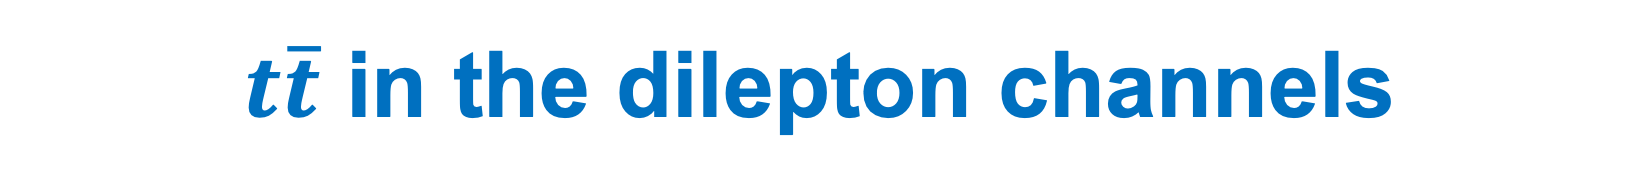 tt̅ in the dilepton channels